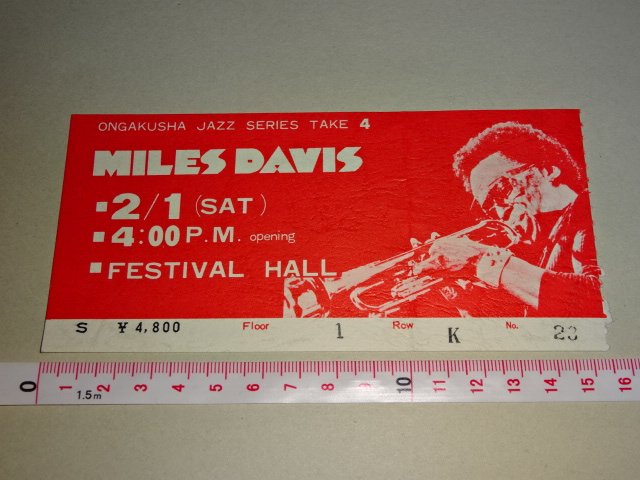 ONGAKUSHA JAZZ SERIES TAKE 4
MILES DAVIS
2/1 (SAT)
4:00 P.M. opening
FESTIVAL HALL
S ¥4,800 Floor 1 Row K No. 23
0 1 2 3 4 5 6 7 8 9 10 11 12 13 14 15 16
1.5m